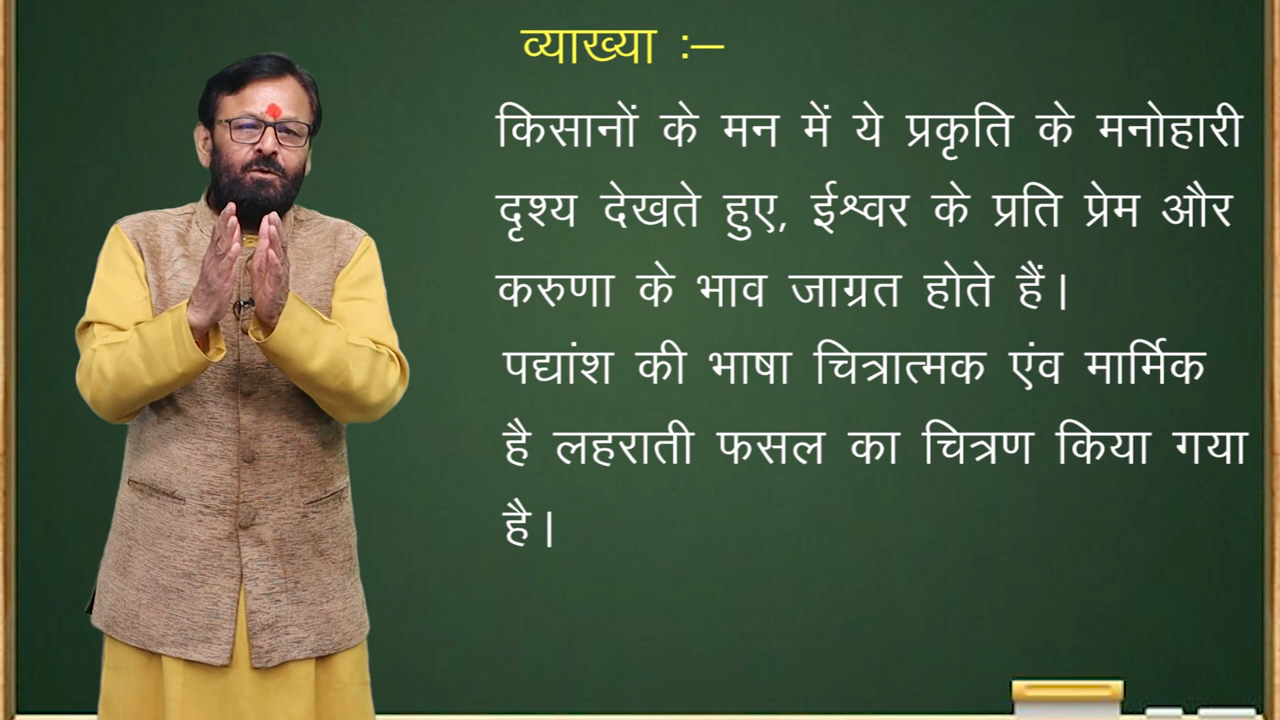 व्याख्या :–
किसानों के मन में ये प्रकृति के मनोहारी
दृश्य देखते हुए, ईश्वर के प्रति प्रेम और
करुणा के भाव जाग्रत होते हैं।
पद्यांश की भाषा चित्रात्मक एंव मार्मिक
है लहराती फसल का चित्रण किया गया
है।